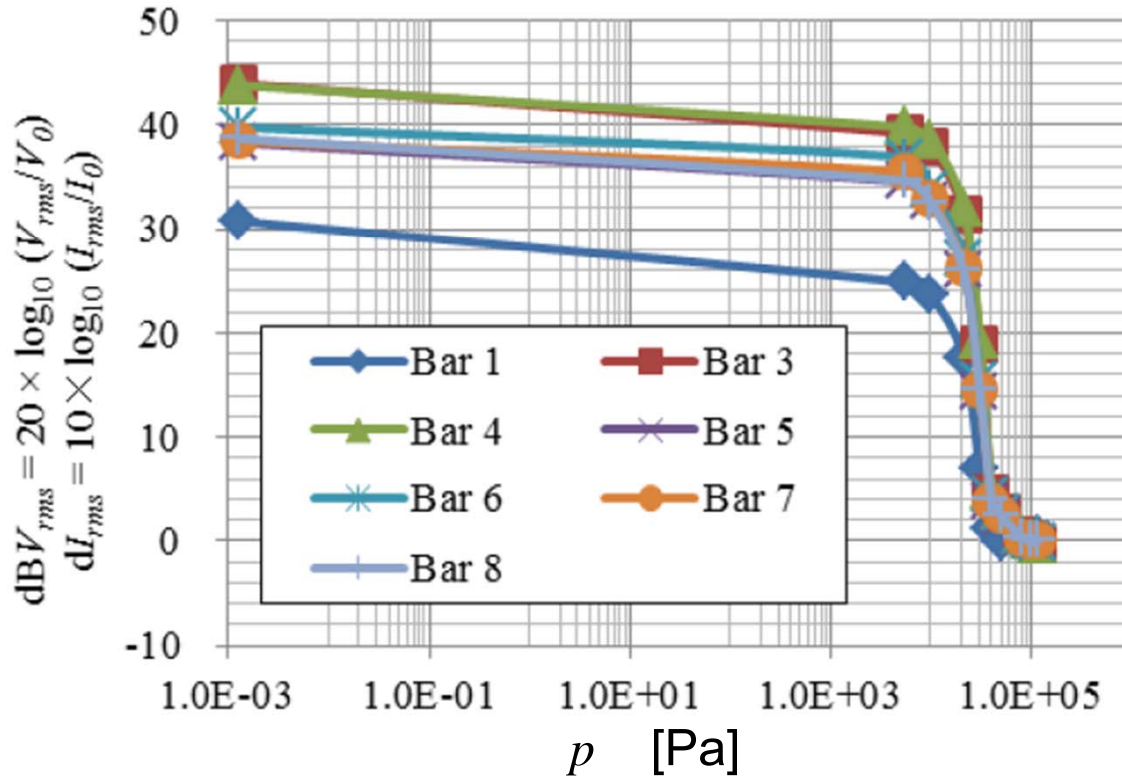 50
40
30
20
10
0
-10
dBVrms = 20 × log10 (Vrms/V0)
dIrms = 10 × log10 (Irms/I0)
Bar 1 Bar 3
Bar 4 Bar 5
Bar 6 Bar 7
Bar 8
1.0E-03 1.0E-01 1.0E+01 1.0E+03 1.0E+05
p [Pa]